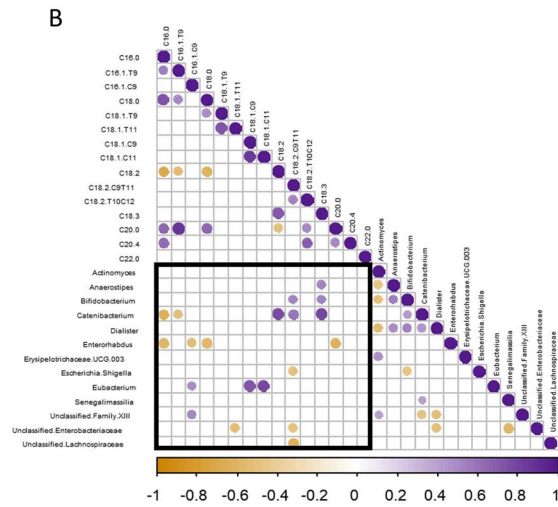 B
C16.0
C16.1.T9
C16.1.C9
C18.0
C18.1.T9
C18.1.T11
C18.1.C9
C18.1.C11
C18.2
C18.2.C9T11
C18.2.T10C12
C18.3
C20.0
C20.4
C22.0
Actinomyces
Anaerostipes
Bifidobacterium
Catenibacterium
Dialister
Enterorhabdus
Erysipelotrichaceae.UCG.003
Escherichia.Shigella
Eubacterium
Senegalimassilia
Unclassified.Family.XIII
Unclassified.Enterobacteriaceae
Unclassified.Lachnospiraceae
C16.0
C16.1.T9
C16.1.C9
C18.0
C18.1.T9
C18.1.T11
C18.1.C9
C18.1.C11
C18.2
C18.2.C9T11
C18.2.T10C12
C18.3
C20.0
C20.4
C22.0
Actinomyces
Anaerostipes
Bifidobacterium
Catenibacterium
Dialister
Enterorhabdus
Erysipelotrichaceae.UCG.003
Escherichia.Shigella
Eubacterium
Senegalimassilia
Unclassified.Family.XIII
Unclassified.Enterobacteriaceae
Unclassified.Lachnospiraceae
-1 -0.8 -0.6 -0.4 -0.2 0 0.2 0.4 0.6 0.8 1